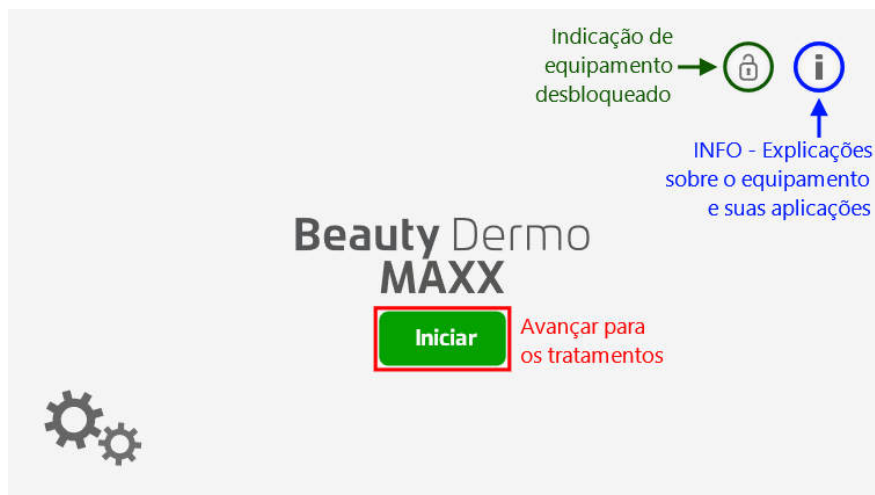 Indicação de
equipamento
desbloqueado
i
INFO - Explicações
sobre o equipamento
e suas aplicações
Beauty Dermo
MAXX
Iniciar
Avançar para
os tratamentos